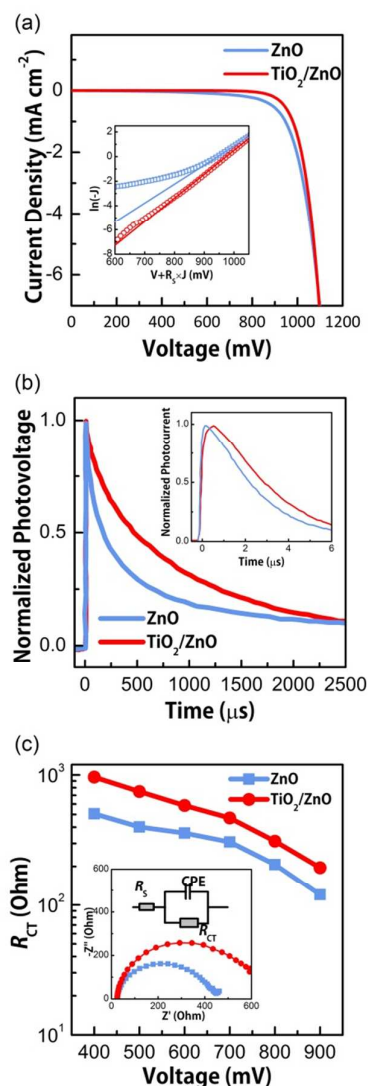 (a)
ZnO
TiO₂/ZnO
Current Density (mA cm⁻²)
0
-2
-4
-6
ln(-J)
2
0
-2
-4
-6
-8
600 700 800 900 1000
V+R_S×J (mV)
0 200 400 600 800 1000 1200
Voltage (mV)
(b)
Normalized Photovoltage
1.0
0.5
0.0
Normalized Photocurrent
1.0
0.5
0.0
0 2 4 6
Time (μs)
ZnO
TiO₂/ZnO
0 500 1000 1500 2000 2500
Time (μs)
(c)
R_CT (Ohm)
10³
10²
10¹
ZnO
TiO₂/ZnO
Z'' (Ohm)
600
400
200
0
R_S
CPE
R_CT
0 200 400 600
Z' (Ohm)
400 500 600 700 800 900
Voltage (mV)